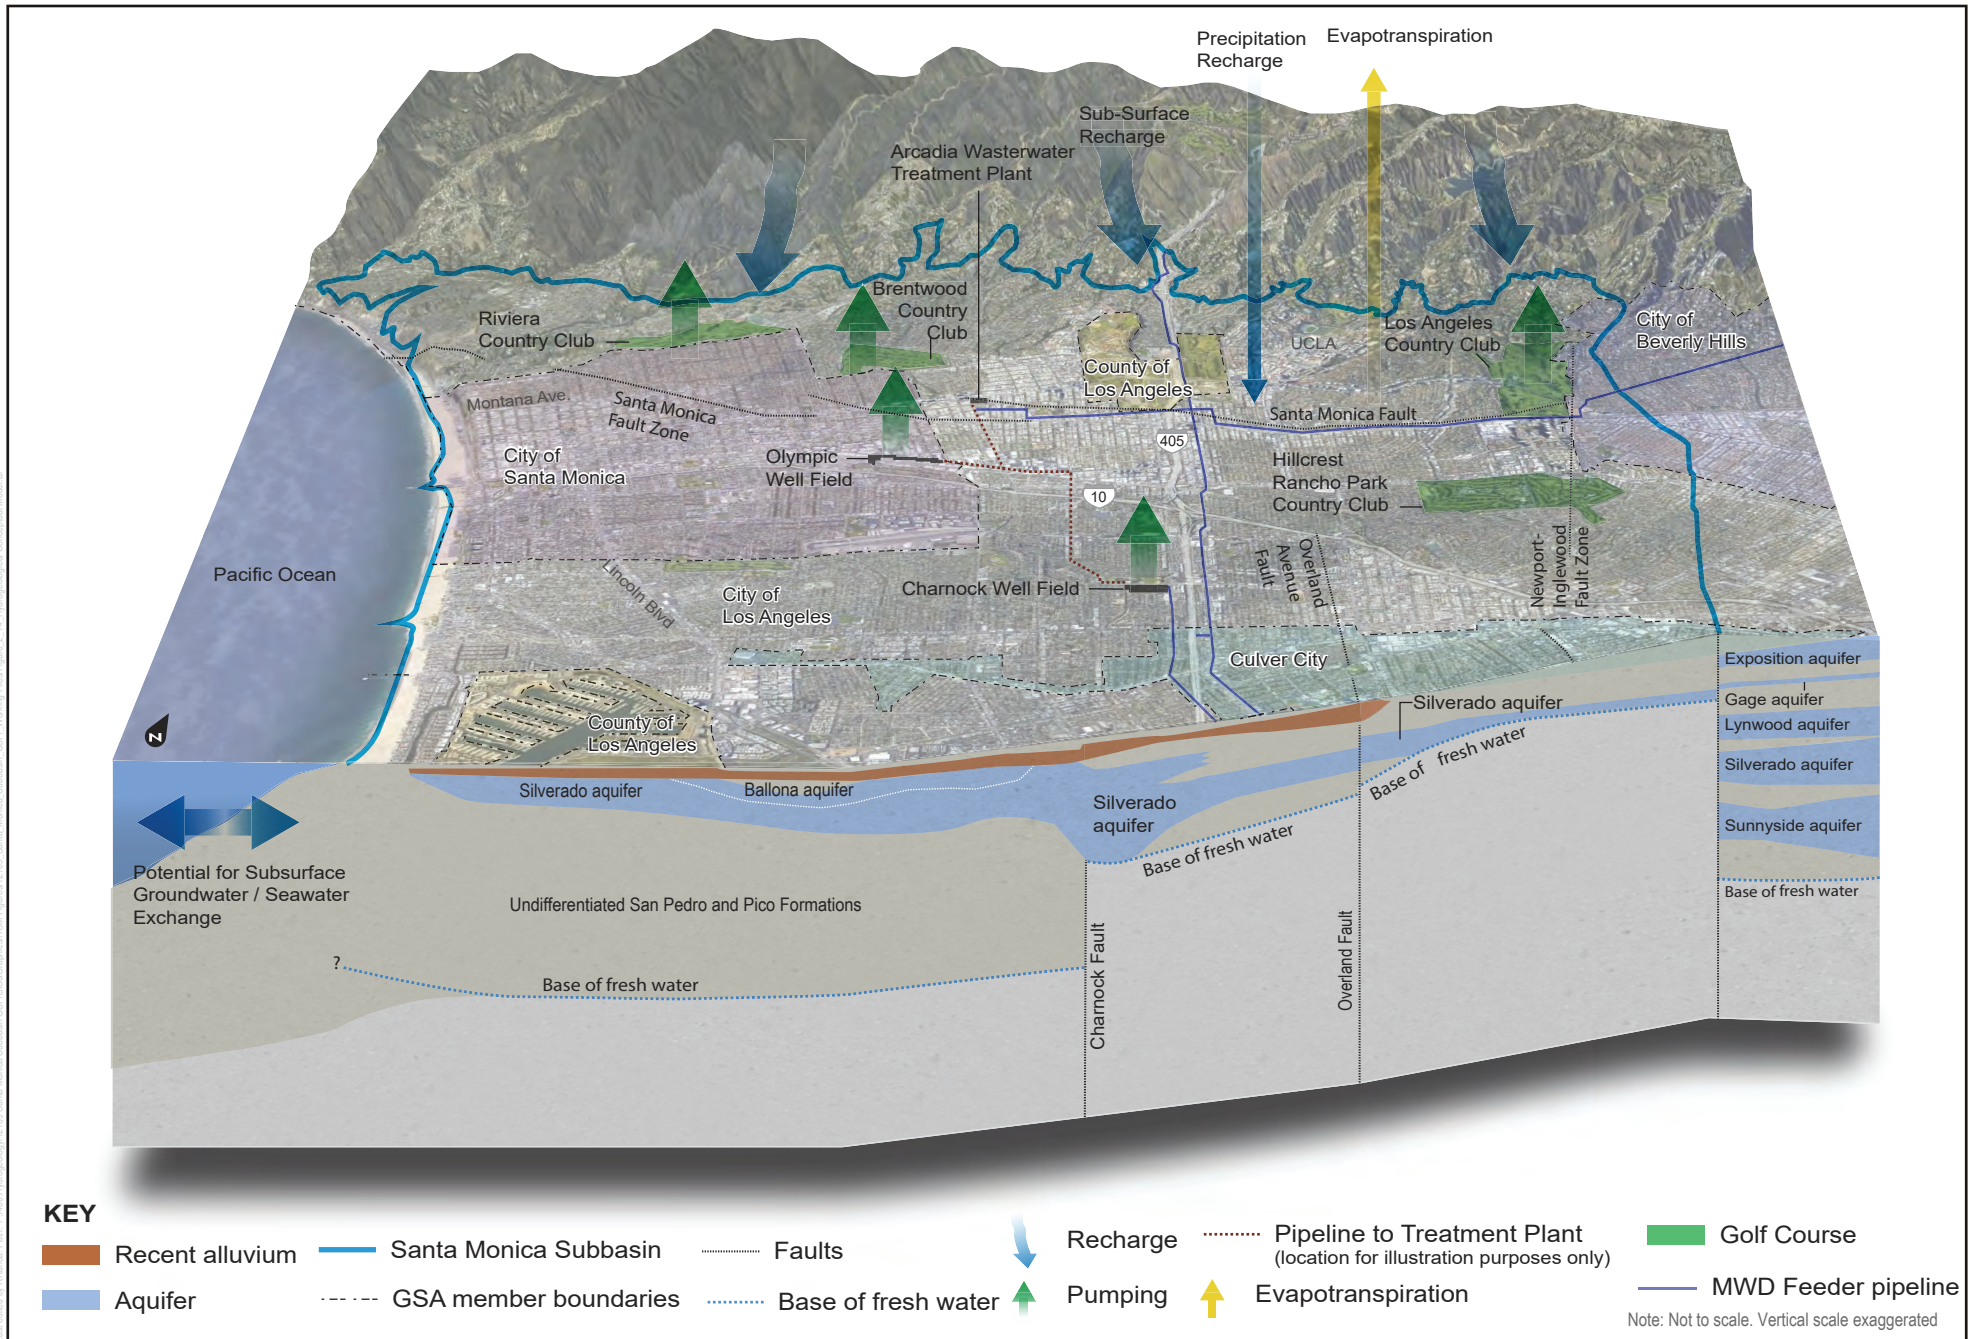 Precipitation
Recharge
Evapotranspiration
Sub-Surface
Recharge
Arcadia Wasterwater
Treatment Plant
Brentwood
Country
Club
Riviera
Country Club
Los Angeles
Country Club
UCLA
City of
Beverly Hills
County of
Los Angeles
Montana Ave.
Santa Monica
Fault Zone
Santa Monica Fault
405
City of
Santa Monica
Olympic
Well Field
10
Hillcrest
Rancho Park
Country Club
Pacific Ocean
Lincoln Blvd
City of
Los Angeles
Charnock Well Field
Overland
Avenue
Fault
Newport-
Inglewood
Fault Zone
Culver City
County of
Los Angeles
N
Exposition aquifer
Gage aquifer
Lynwood aquifer
Silverado aquifer
Sunnyside aquifer
Base of fresh water
Silverado aquifer
Base of fresh water
Silverado aquifer
Ballona aquifer
Silverado
aquifer
Base of fresh water
Potential for Subsurface
Groundwater / Seawater
Exchange
Undifferentiated San Pedro and Pico Formations
?
Base of fresh water
Charnock Fault
Overland Fault
KEY
Recent alluvium
Aquifer
Santa Monica Subbasin
GSA member boundaries
Faults
Base of fresh water
Recharge
Pumping
Pipeline to Treatment Plant
(location for illustration purposes only)
Evapotranspiration
Golf Course
MWD Feeder pipeline
Note: Not to scale. Vertical scale exaggerated